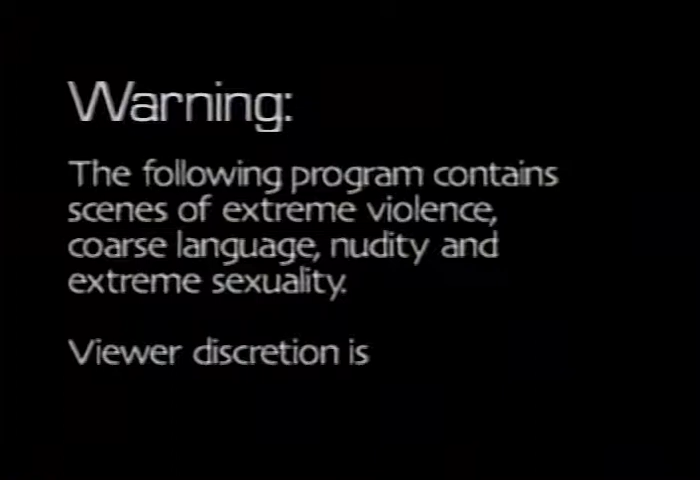 Warning:
The following program contains
scenes of extreme violence,
coarse language, nudity and
extreme sexuality.
Viewer discretion is